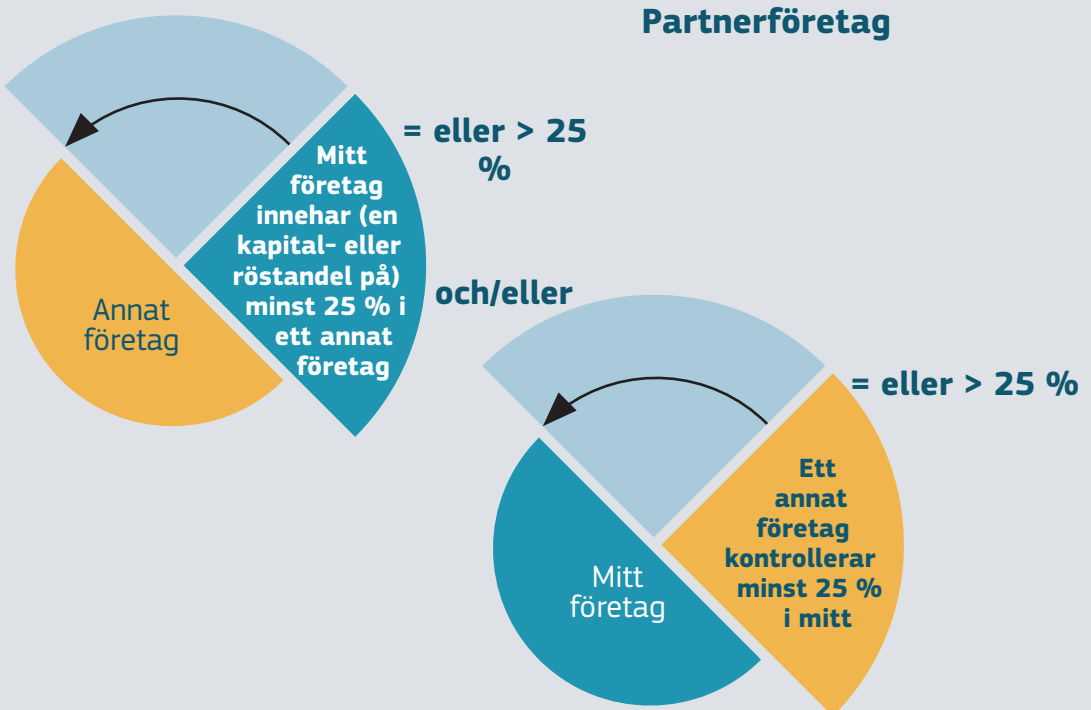 Partnerföretag
= eller > 25
%
Mitt
företag
innehar (en
kapital- eller
röstandel på)
minst 25 % i
ett annat
företag
Annat
företag
och/eller
= eller > 25 %
Ett
annat
företag
kontrollerar
minst 25 %
i mitt
Mitt
företag